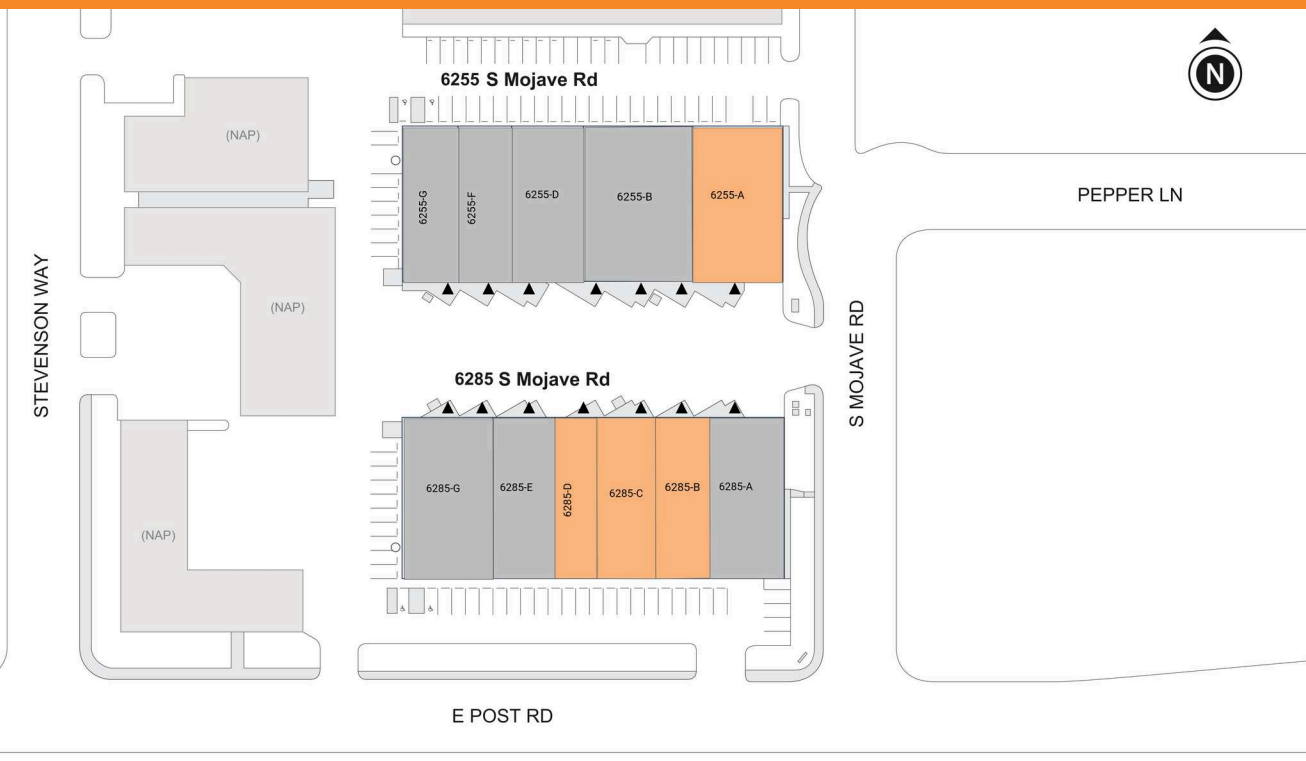 N
6255 S Mojave Rd
(NAP)
6255-G
6255-F
6255-D
6255-B
6255-A
PEPPER LN
STEVENSON WAY
(NAP)
S MOJAVE RD
6285 S Mojave Rd
6285-G
6285-E
6285-D
6285-C
6285-B
6285-A
(NAP)
E POST RD